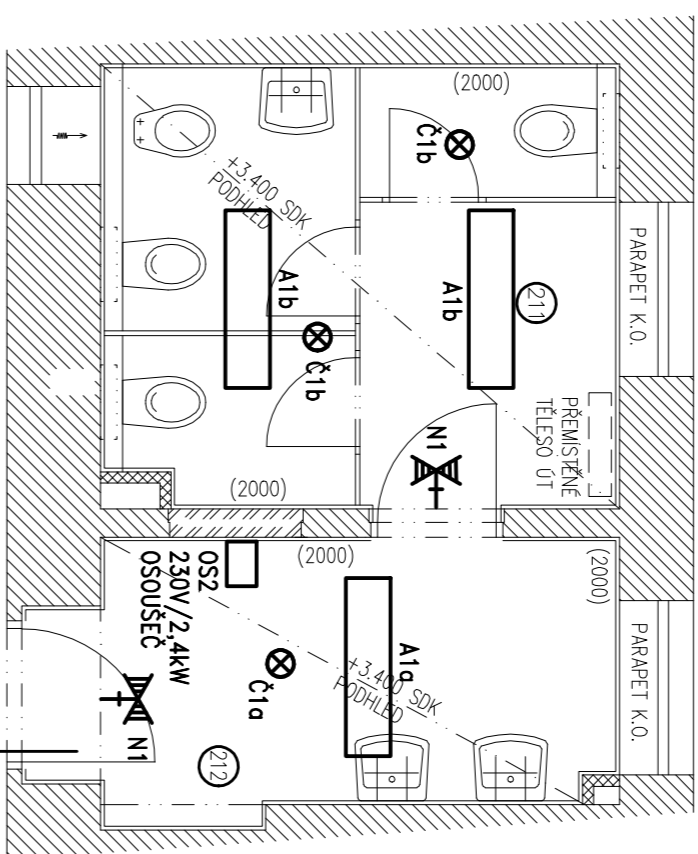 (2000)
Č1b
+3.400 SDK
PODHLED
PARAPET K.O.
A1b
A1b
211
Č1b
PŘEMÍSTĚNÉ
TĚLESO ÚT
N1
(2000)
(2000)
(2000)
OS2
230V/2,4kW
OSOUŠEČ
A1a
+3.400 SDK
PODHLED
PARAPET K.O.
Č1a
N1
212